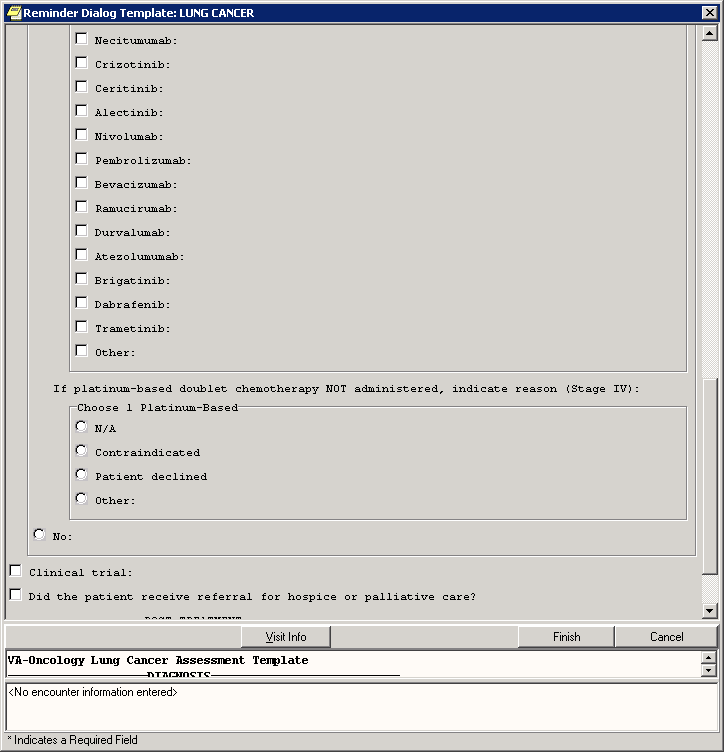 Reminder Dialog Template: LUNG CANCER
Necitumumab:
Crizotinib:
Ceritinib:
Alectinib:
Nivolumab:
Pembrolizumab:
Bevacizumab:
Ramucirumab:
Durvalumab:
Atezolumumab:
Brigatinib:
Dabrafenib:
Trametinib:
Other:
If platinum-based doublet chemotherapy NOT administered, indicate reason (Stage IV):
Choose 1 Platinum-Based
N/A
Contraindicated
Patient declined
Other:
No:
Clinical trial:
Did the patient receive referral for hospice or palliative care?
POST TREATMENT
Visit Info Finish Cancel
VA-Oncology Lung Cancer Assessment Template
DIAGNOSIS
<No encounter information entered>
* Indicates a Required Field